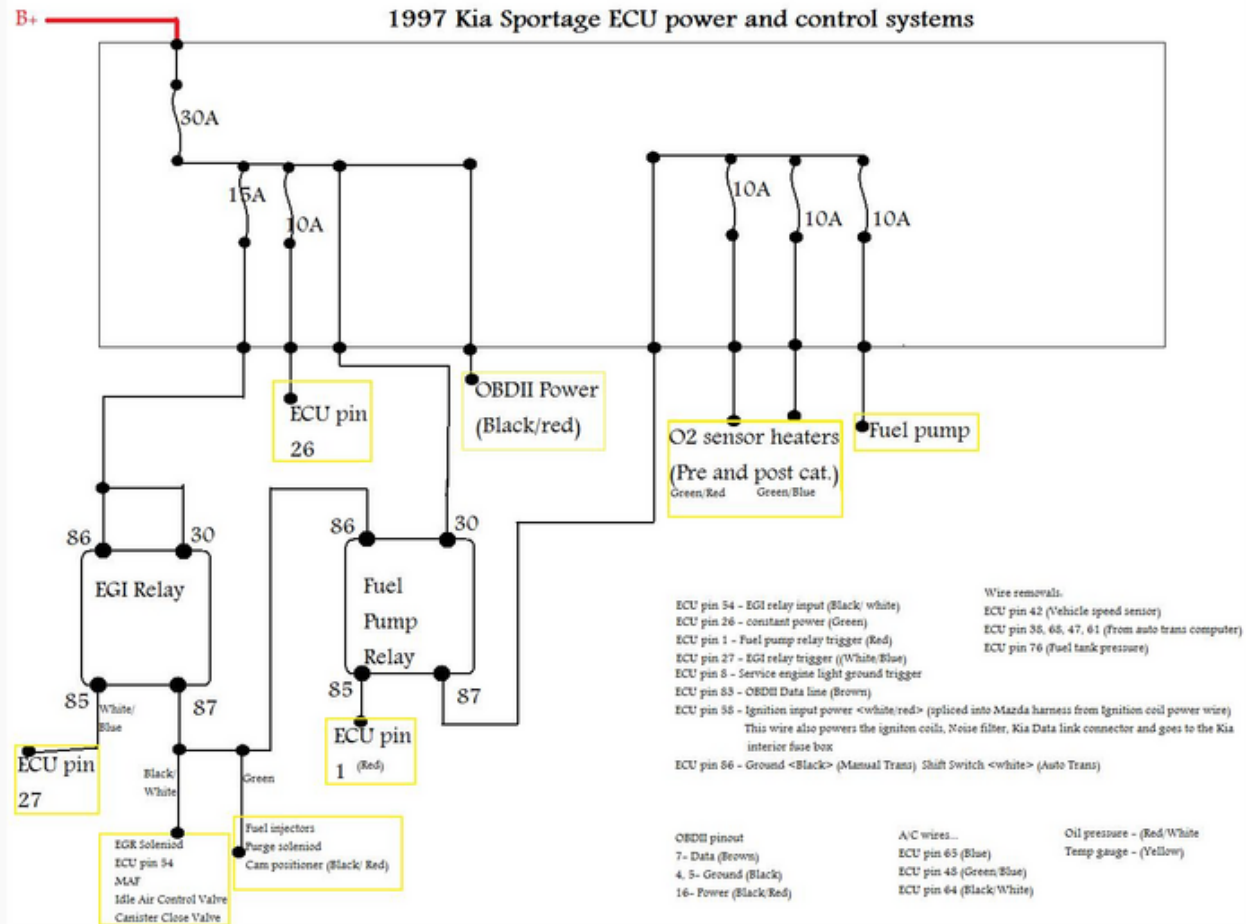 B+
1997 Kia Sportage ECU power and control systems
30A
15A
10A
10A
10A
10A
ECU pin
26
OBDII Power
(Black/red)
O2 sensor heaters
(Pre and post cat.)
Green/Red Green/Blue
Fuel pump
86
30
EGI Relay
85
87
White/
Blue
ECU pin
27
Black/
White
Green
EGR Soleniod
ECU pin 54
MAF
Idle Air Control Valve
Canister Close Valve
Fuel injectors
Purge soleniod
Cam positioner (Black/ Red)
86
30
Fuel
Pump
Relay
85
87
ECU pin
1 (Red)
ECU pin 54 - EGI relay input (Black/ white)
ECU pin 26 - constant power (Green)
ECU pin 1 - Fuel pump relay trigger (Red)
ECU pin 27 - EGI relay trigger ((White/Blue)
ECU pin 8 - Service engine light ground trigger
ECU pin 83 - OBDII Data line (Brown)
ECU pin 58 - Ignition input power <white/red> (spliced into Mazda harness from Ignition coil power wire)
This wire also powers the igniton coils, Noise filter, Kia Data link connector and goes to the Kia
interior fuse box
ECU pin 86 - Ground <Black> (Manual Trans) Shift Switch <white> (Auto Trans)
Wire removals.
ECU pin 42 (Vehicle speed sensor)
ECU pin 38, 68, 47, 61 (From auto trans computer)
ECU pin 76 (Fuel tank pressure)
OBDII pinout
7- Data (Brown)
4, 5- Ground (Black)
16- Power (Black/Red)
A/C wires...
ECU pin 65 (Blue)
ECU pin 48 (Green/Blue)
ECU pin 64 (Black/White)
Oil pressure - (Red/White
Temp gauge - (Yellow)